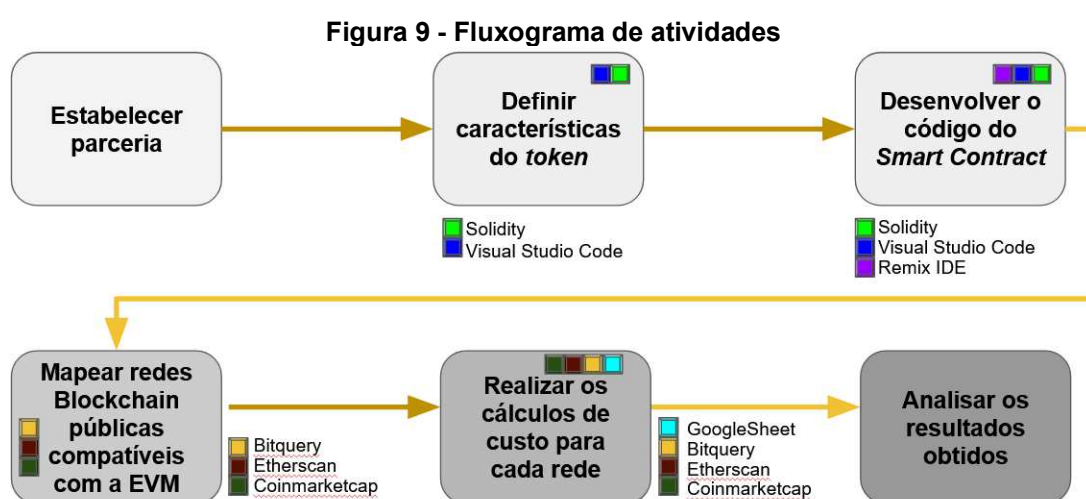 Figura 9 - Fluxograma de atividades
Estabelecer
parceria
Definir
características
do token
Solidity
Visual Studio Code
Desenvolver o
código do
Smart Contract
Solidity
Visual Studio Code
Remix IDE
Mapear redes
Blockchain
públicas
compatíveis
com a EVM
Bitquery
Etherscan
Coinmarketcap
Realizar os
cálculos de
custo para
cada rede
GoogleSheet
Bitquery
Etherscan
Coinmarketcap
Analisar os
resultados
obtidos